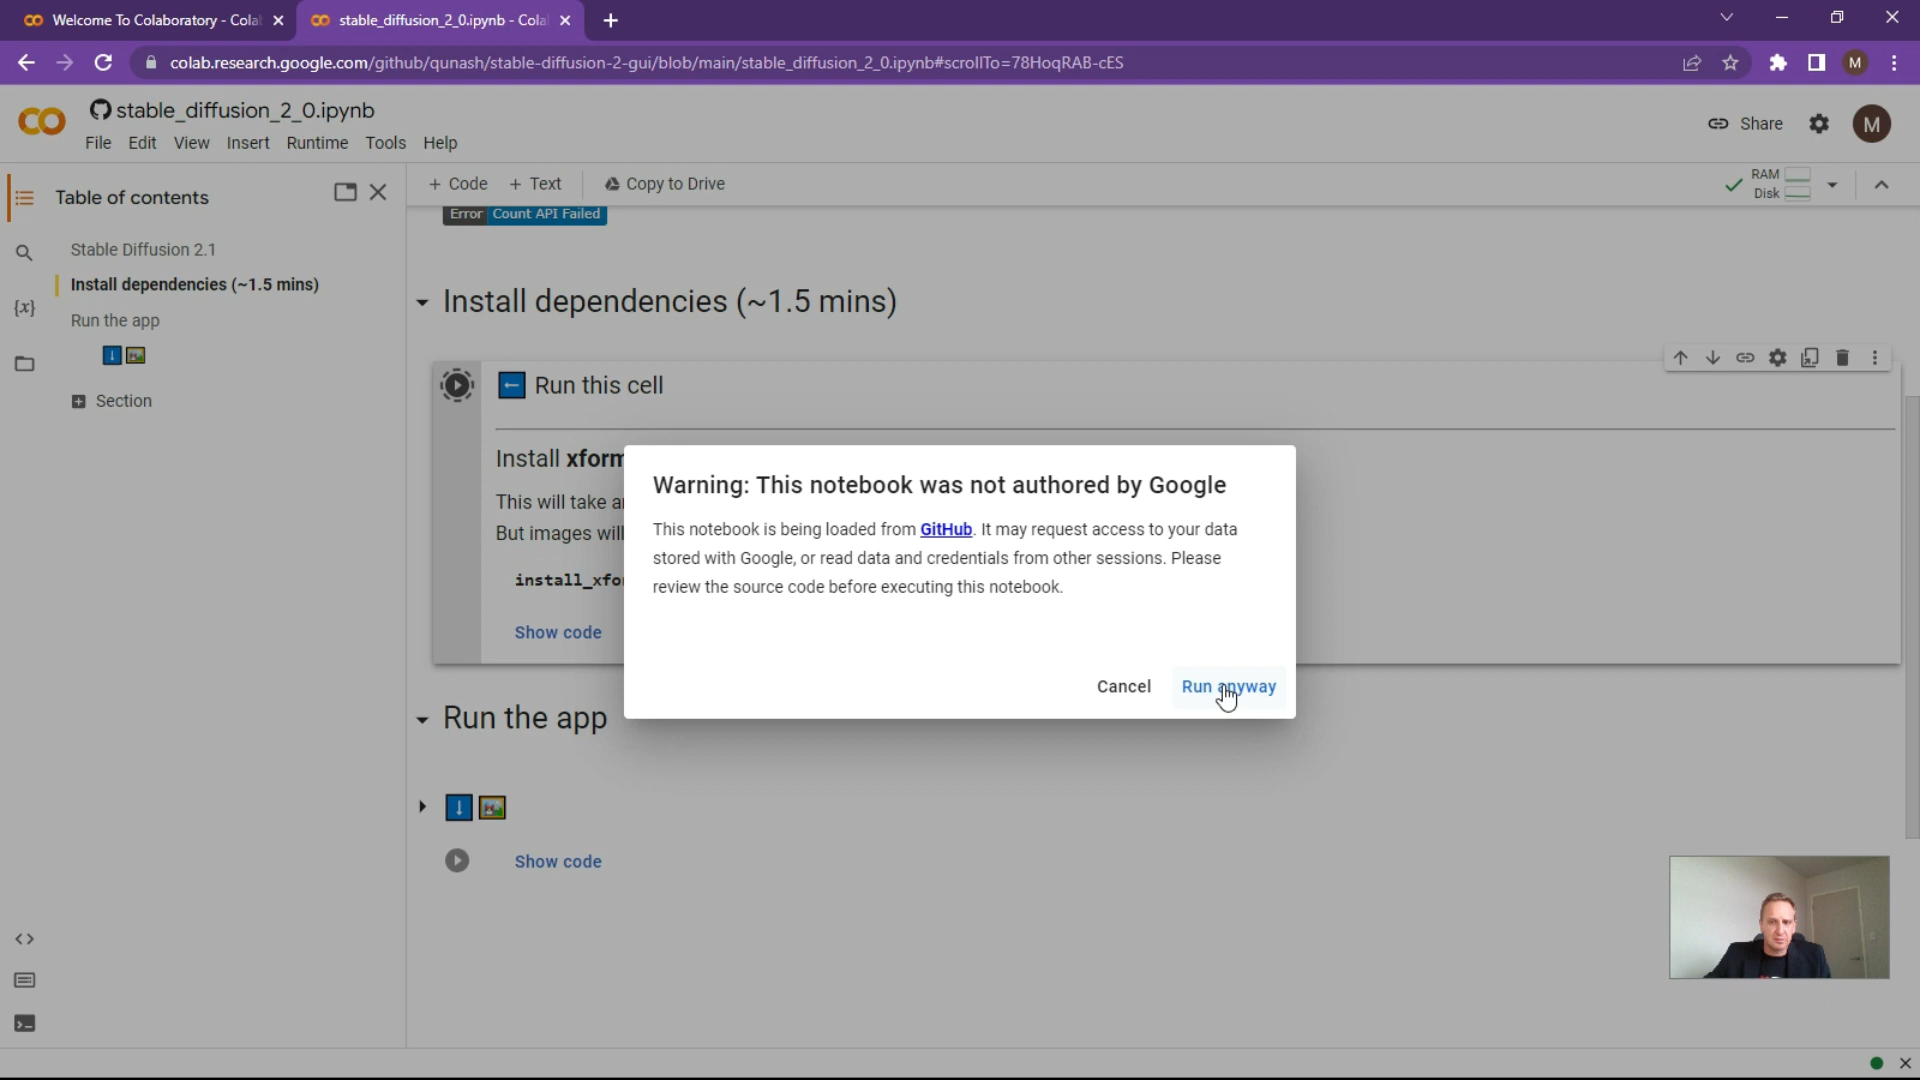 Welcome To Colaboratory - Cola
stable_diffusion_2_0.ipynb - Cola
colab.research.google.com/github/qunash/stable-diffusion-2-gui/blob/main/stable_diffusion_2_0.ipynb#scrollTo=78HoqRAB-cES
M
stable_diffusion_2_0.ipynb
File Edit View Insert Runtime Tools Help
Share
M
Table of contents
+ Code + Text Copy to Drive
RAM
Disk
Error Count API Failed
Stable Diffusion 2.1
Install dependencies (~1.5 mins)
Run the app
Section
{x}
Install dependencies (~1.5 mins)
Run this cell
Install xform
This will take a
But images will
install_xfo
Show code
Warning: This notebook was not authored by Google
This notebook is being loaded from GitHub. It may request access to your data
stored with Google, or read data and credentials from other sessions. Please
review the source code before executing this notebook.
Cancel Run anyway
Run the app
Show code